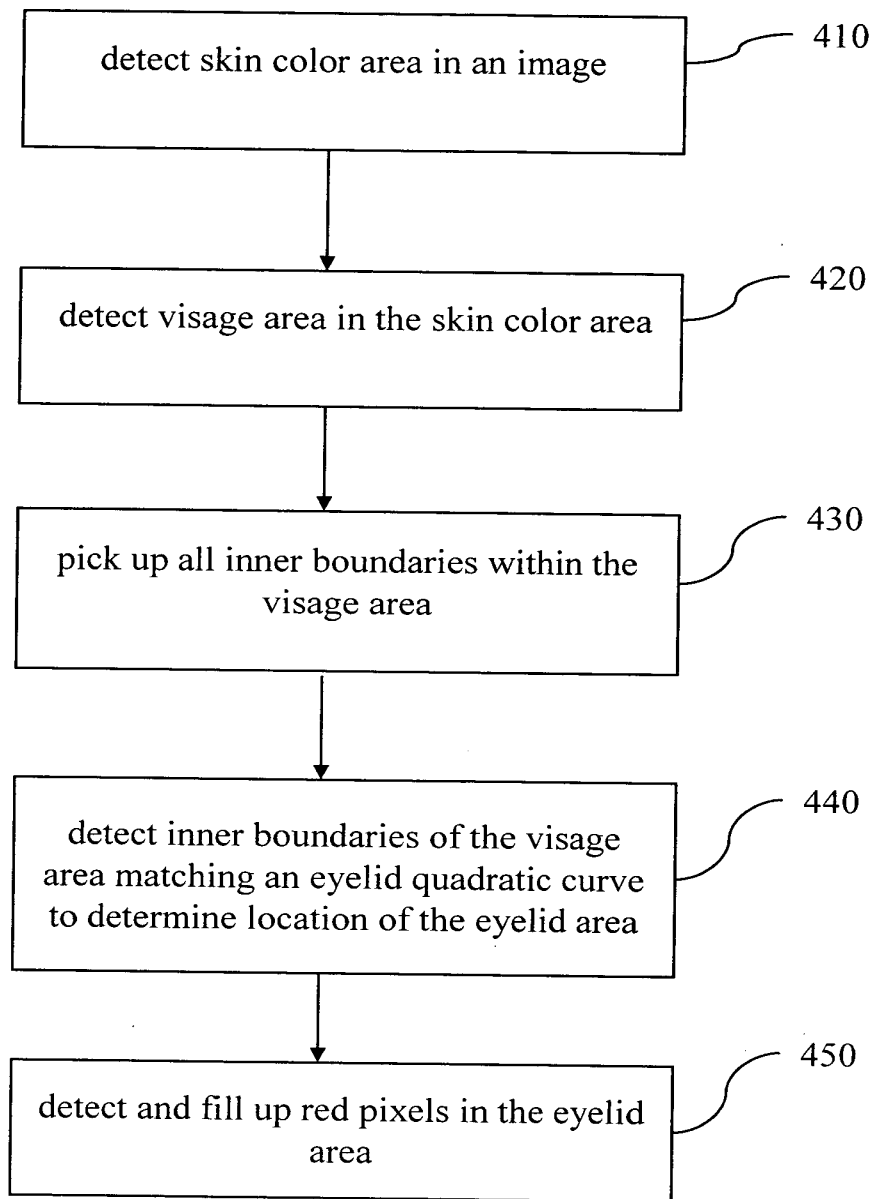 detect skin color area in an image
410
detect visage area in the skin color area
420
pick up all inner boundaries within the
visage area
430
detect inner boundaries of the visage
area matching an eyelid quadratic curve
to determine location of the eyelid area
440
detect and fill up red pixels in the eyelid
area
450